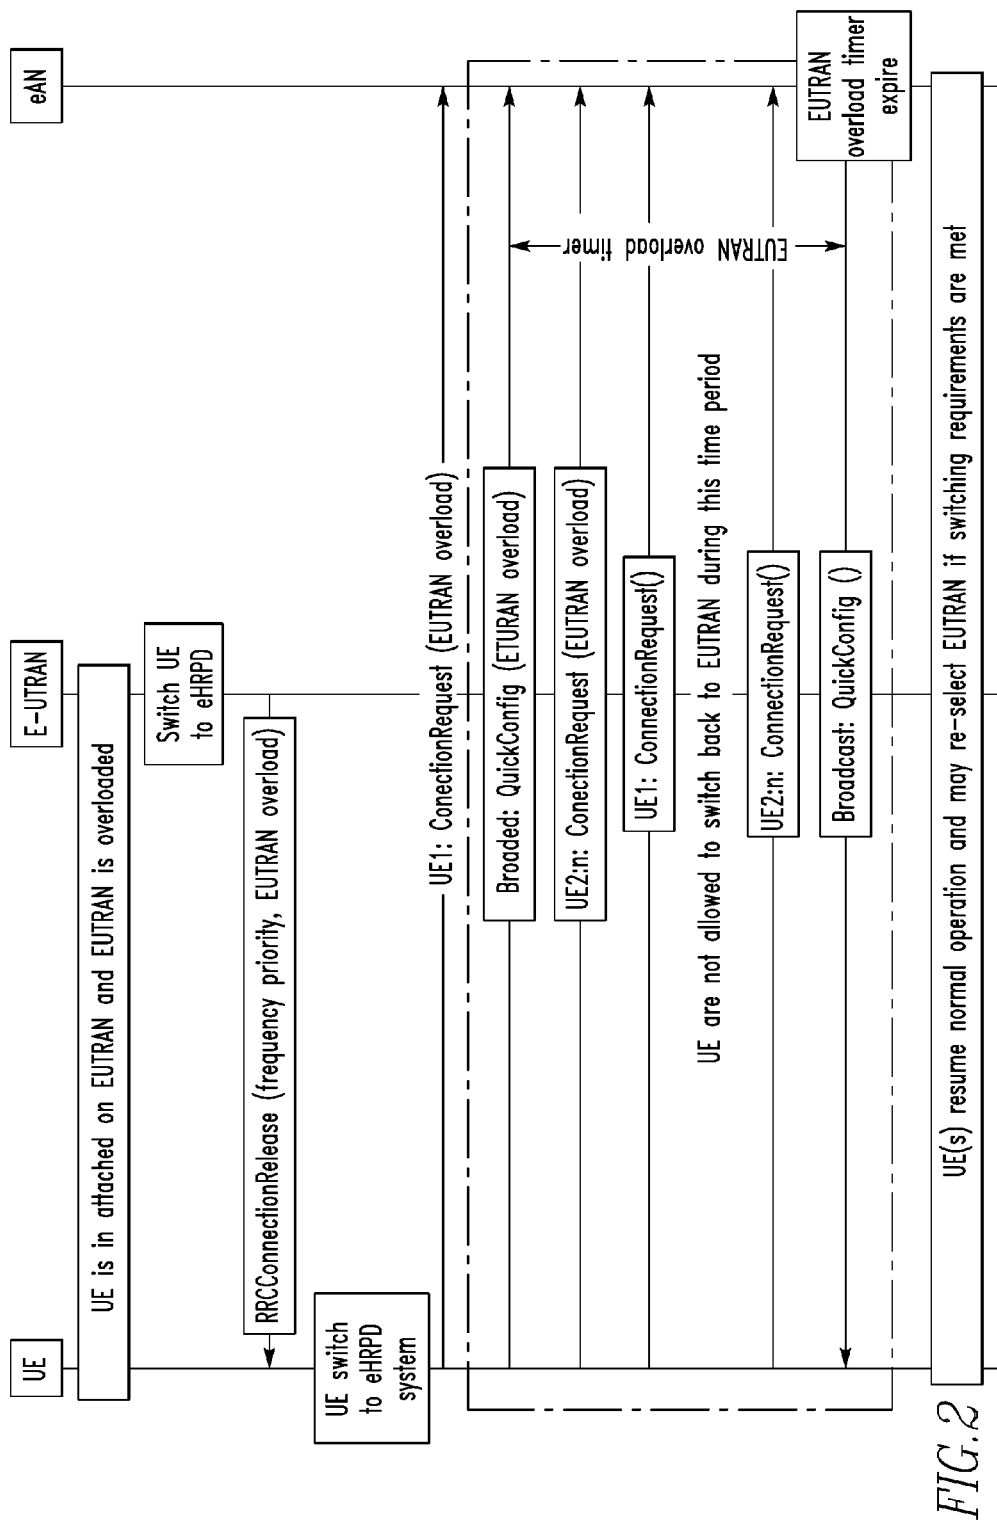 UE
E-UTRAN
eAN
UE is in attached on EUTRAN and EUTRAN is overloaded
Switch UE
to eHRPD
RRCConnectionRelease (frequency priority, EUTRAN overload)
UE switch
to eHRPD
system
UE1: ConectionRequest (EUTRAN overload)
Broaded: QuickConfig (ETURAN overload)
UE2:n: ConectionRequest (EUTRAN overload)
UE1: ConnectionRequest()
EUTRAN overload timer
UE are not allowed to switch back to EUTRAN during this time period
UE2:n: ConnectionRequest()
Broadcast: QuickConfig ()
EUTRAN
overload timer
expire
UE(s) resume normal operation and may re-select EUTRAN if switching requirements are met
FIG.2